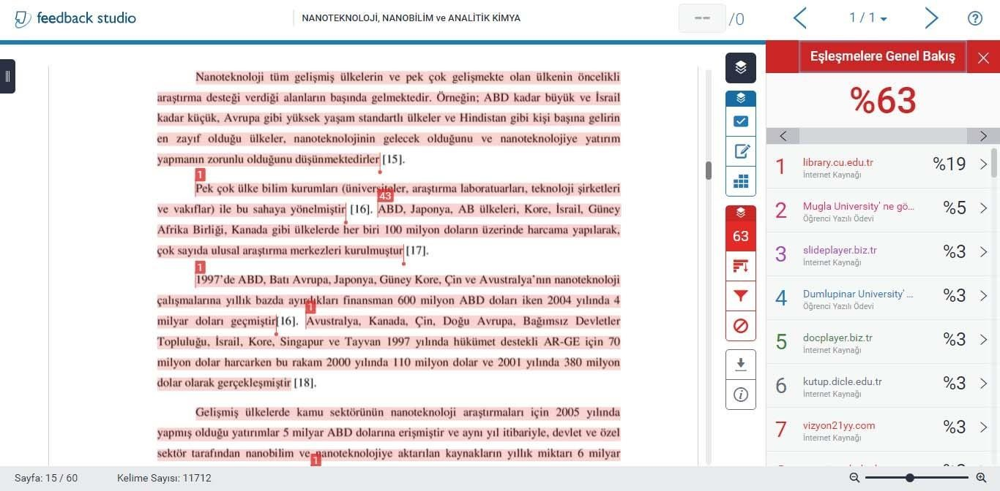 feedback studio
NANOTEKNOLOJİ, NANOBİLİM ve ANALİTİK KİMYA
--
/0
1 / 1
?
Nanoteknoloji tüm gelişmiş ülkelerin ve pek çok gelişmekte olan ülkenin öncelikli
araştırma desteği verdiği alanların başında gelmektedir. Örneğin; ABD kadar büyük ve İsrail
kadar küçük, Avrupa gibi yüksek yaşam standartlı ülkeler ve Hindistan gibi kişi başına gelirin
en zayıf olduğu ülkeler, nanoteknolojinin gelecek olduğunu ve nanoteknolojiye yatırım
yapmanın zorunlu olduğunu düşünmektedirler [15].
1
Pek çok ülke bilim kurumları (üniversiteler, araştırma laboratuarları, teknoloji şirketleri
43
ve vakıflar) ile bu sahaya yönelmiştir [16]. ABD, Japonya, AB ülkeleri, Kore, İsrail, Güney
Afrika Birliği, Kanada gibi ülkelerde her biri 100 milyon doların üzerinde harcama yapılarak,
çok sayıda ulusal araştırma merkezleri kurulmuştur [17].
1
1997'de ABD, Batı Avrupa, Japonya, Güney Kore, Çin ve Avustralya'nın nanoteknoloji
çalışmalarına yıllık bazda ayırdıkları finansman 600 milyon ABD doları iken 2004 yılında 4
1
milyar doları geçmiştir[16]. Avustralya, Kanada, Çin, Doğu Avrupa, Bağımsız Devletler
Topluluğu, İsrail, Kore, Singapur ve Tayvan 1997 yılında hükümet destekli AR-GE için 70
milyon dolar harcarken bu rakam 2000 yılında 110 milyon dolar ve 2001 yılında 380 milyon
dolar olarak gerçekleşmiştir [18].
Gelişmiş ülkelerde kamu sektörünün nanoteknoloji araştırmaları için 2005 yılında
yapmış olduğu yatırımlar 5 milyar ABD dolarına erişmiştir ve aynı yıl itibariyle, devlet ve özel
sektör tarafından nanobilim ve nanoteknolojiye aktarılan kaynakların yıllık miktarı 6 milyar
1
63
Eşleşmelere Genel Bakış
%63
1 library.cu.edu.tr %19
İnternet Kaynağı
2 Mugla University' ne gö... %5
Öğrenci Yazılı Ödevi
3 slideplayer.biz.tr %3
İnternet Kaynağı
4 Dumlupinar University' ... %3
Öğrenci Yazılı Ödevi
5 docplayer.biz.tr %3
İnternet Kaynağı
6 kutup.dicle.edu.tr %3
İnternet Kaynağı
7 vizyon21yy.com %3
İnternet Kaynağı
Sayfa: 15 / 60
Kelime Sayısı: 11712